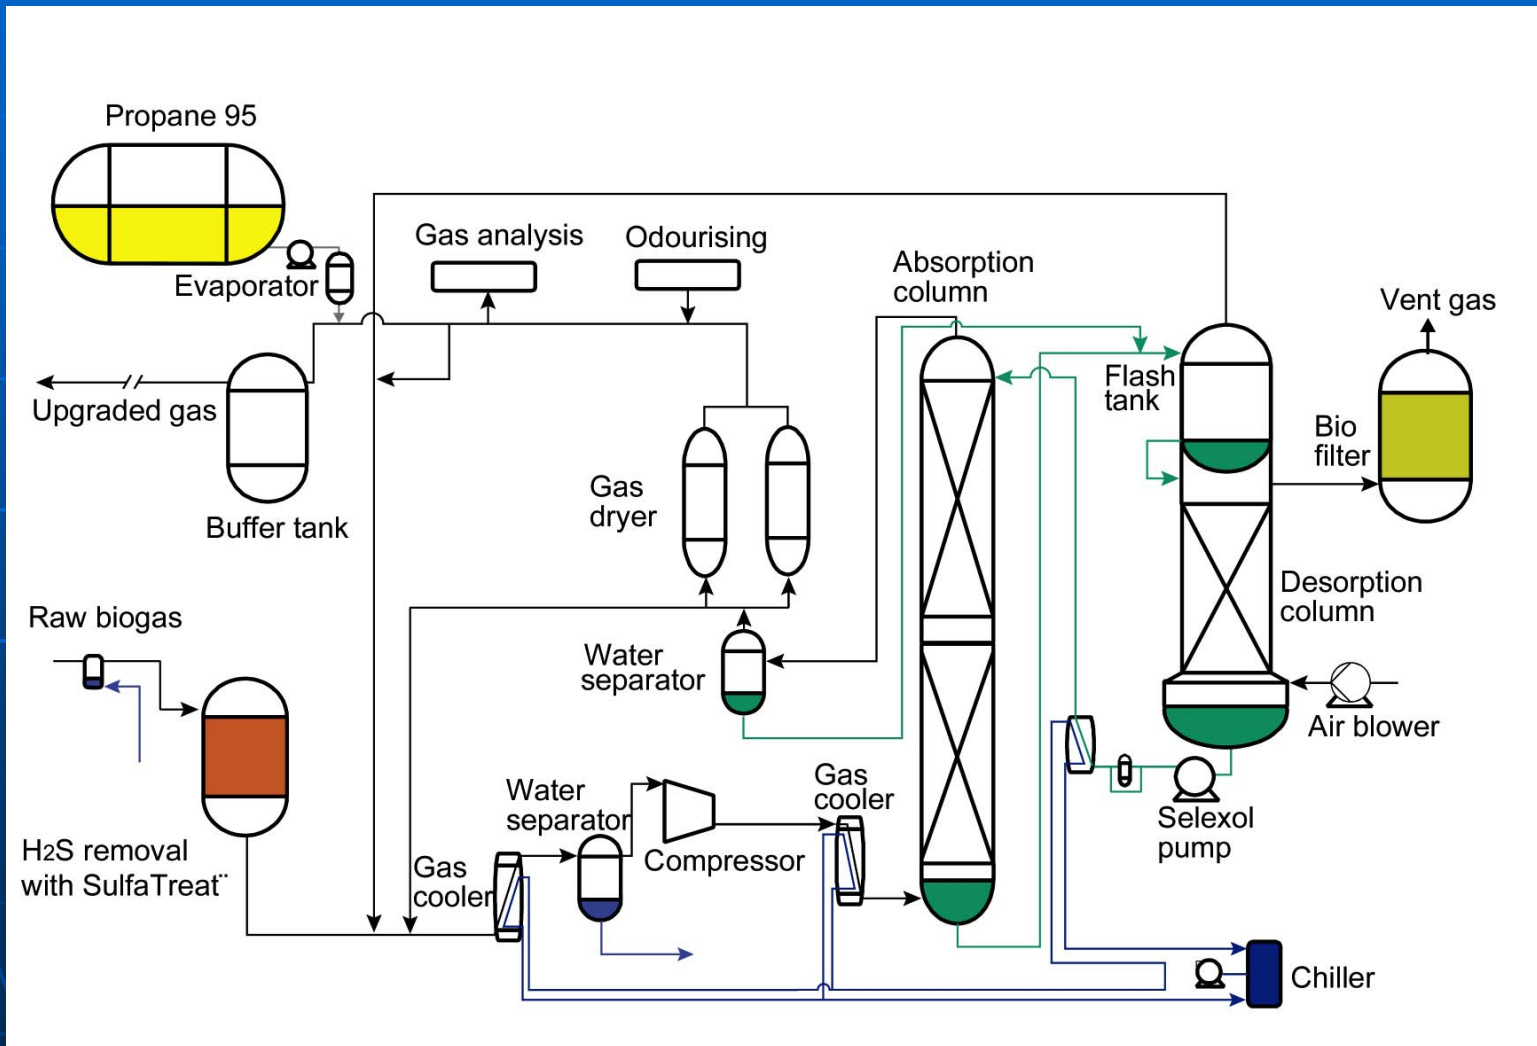 Propane 95
Evaporator
Gas analysis
Odourising
Absorption
column
Vent gas
Upgraded gas
Buffer tank
Flash
tank
Bio
filter
Gas
dryer
Raw biogas
Water
separator
Desorption
column
Air blower
H2S removal
with SulfaTreat¨
Gas
cooler
Water
separator
Compressor
Gas
cooler
Selexol
pump
Chiller